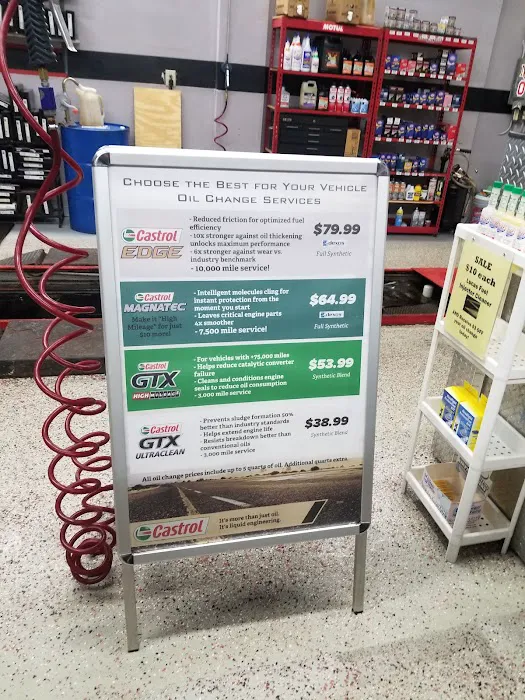 MOTUL
CHOOSE THE BEST FOR YOUR VEHICLE
OIL CHANGE SERVICES
Castrol
EDGE
- Reduced friction for optimized fuel
efficiency
- 10x stronger against oil thickening
unlocks maximum performance
- 6x stronger against wear vs.
industry benchmark
- 10,000 mile service!
$79.99
dexos
Full Synthetic
Castrol
MAGNATEC
Make it "High
Mileage" for just
$10 more!
- Intelligent molecules cling for
instant protection from the
moment you start
- Leaves critical engine parts
4x smoother
- 7,500 mile service!
$64.99
dexos
Full Synthetic
Castrol
GTX
HIGH MILEAGE
- For vehicles with +75,000 miles
- Helps reduce catalytic converter
failure
- Cleans and conditions engine
seals to reduce oil consumption
- 3,000 mile service
$53.99
Synthetic Blend
Castrol
GTX
ULTRACLEAN
- Prevents sludge formation 50%
better than industry standards
- Helps extend engine life
- Resists breakdown better than
conventional oils
- 3,000 mile service
$38.99
Synthetic Blend
All oil change prices include up to 5 quarts of oil. Additional quarts extra.
Castrol
It's more than just oil.
It's liquid engineering.
SALE
$10 each
Lucas Fuel
Injector Cleaner